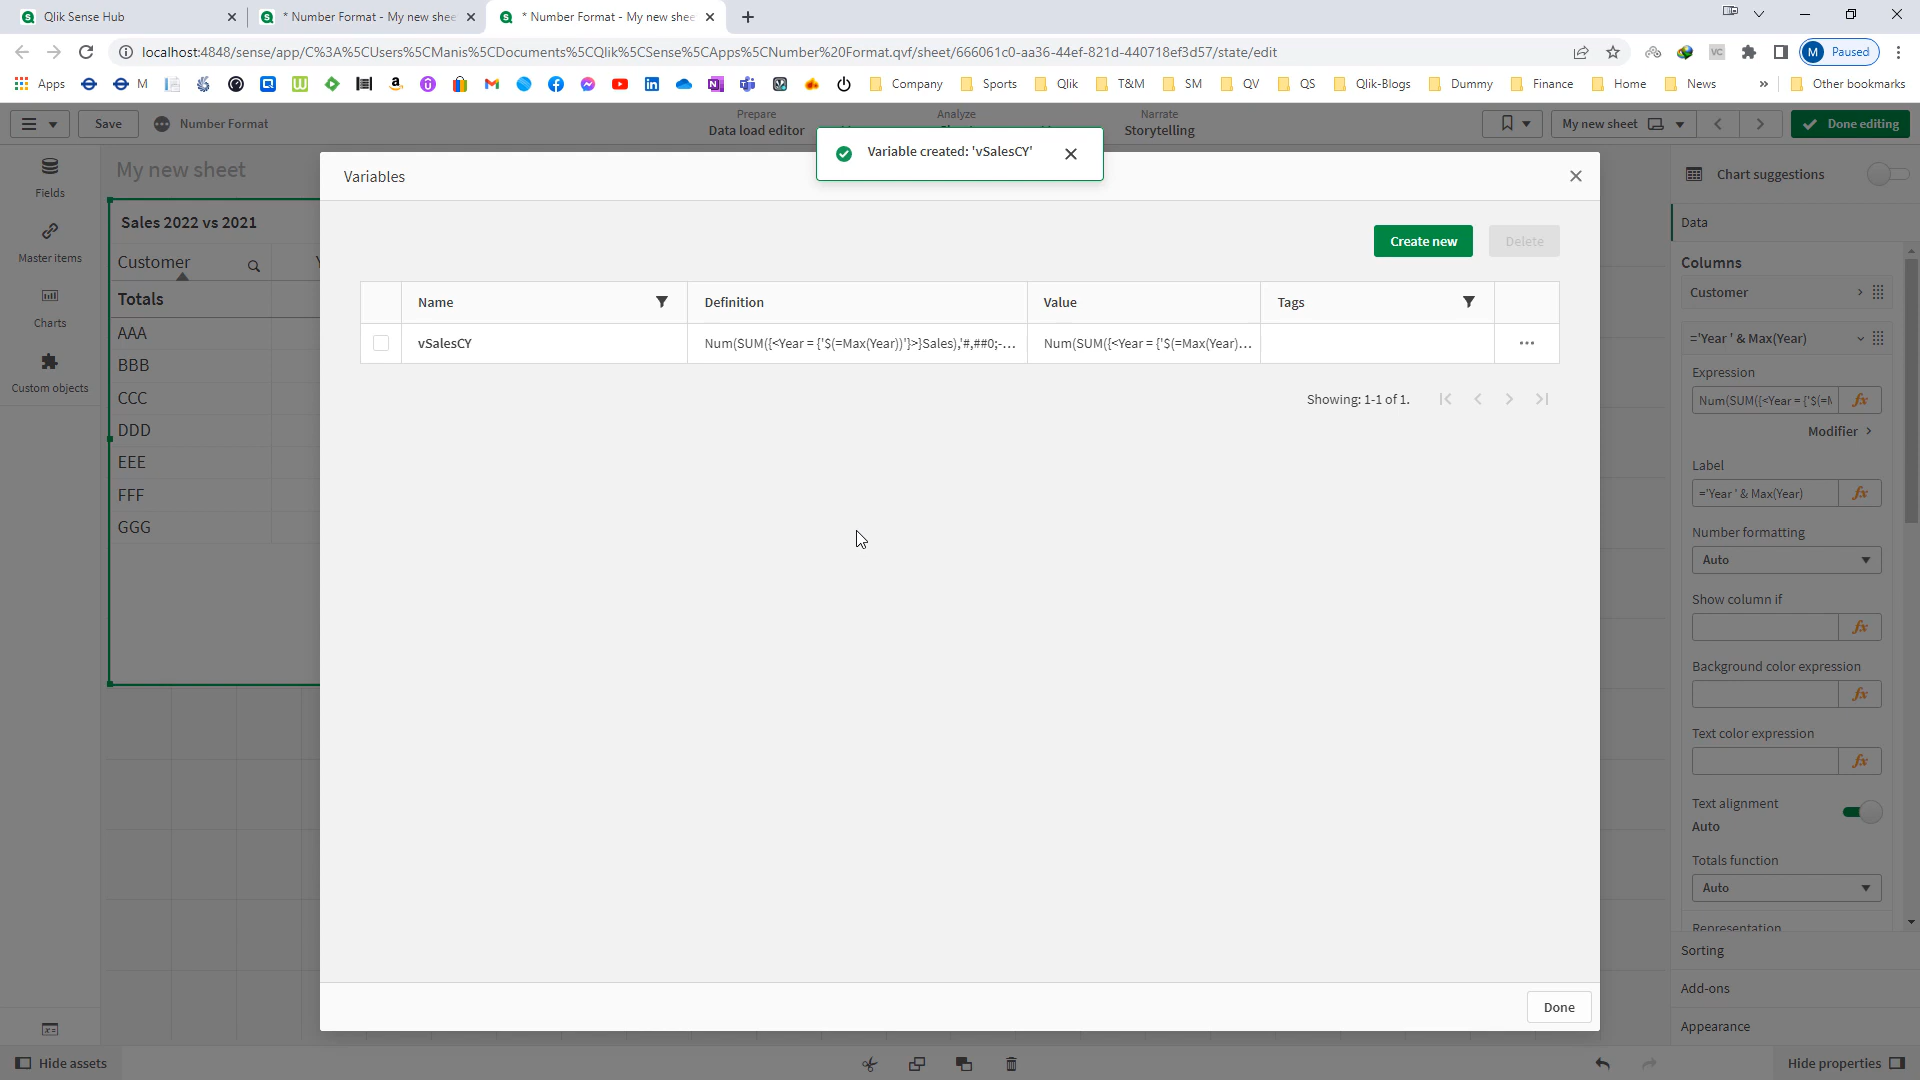 Qlik Sense Hub
* Number Format - My new shee
* Number Format - My new shee
localhost:4848/sense/app/C%3A%5CUsers%5CManis%5CDocuments%5CQlik%5CSense%5CApps%5CNumber%20Format.qvf/sheet/666061c0-aa36-44ef-821d-440718ef3d57/state/edit
M Paused
Apps M Company Sports Qlik T&M SM QV QS Qlik-Blogs Dummy Finance Home News » Other bookmarks
Save
Number Format
Prepare
Data load editor
Analyze
Narrate
Storytelling
My new sheet
Done editing
Variable created: 'vSalesCY'
Fields
Master items
Charts
Custom objects
My new sheet
Sales 2022 vs 2021
Customer
Totals
AAA
BBB
CCC
DDD
EEE
FFF
GGG
Variables
Create new
Delete
Name Definition Value Tags
vSalesCY Num(SUM({<Year = {'$(=Max(Year))'}>}Sales),'#,##0;-... Num(SUM({<Year = {'$(=Max(Year)...
Showing: 1-1 of 1.
Done
Chart suggestions
Data
Columns
Customer
='Year ' & Max(Year)
Expression
Num(SUM({<Year = {'$(=M fx
Modifier
Label
='Year ' & Max(Year) fx
Number formatting
Auto
Show column if
fx
Background color expression
fx
Text color expression
fx
Text alignment
Auto
Totals function
Auto
Representation
Sorting
Add-ons
Appearance
Hide assets
Hide properties